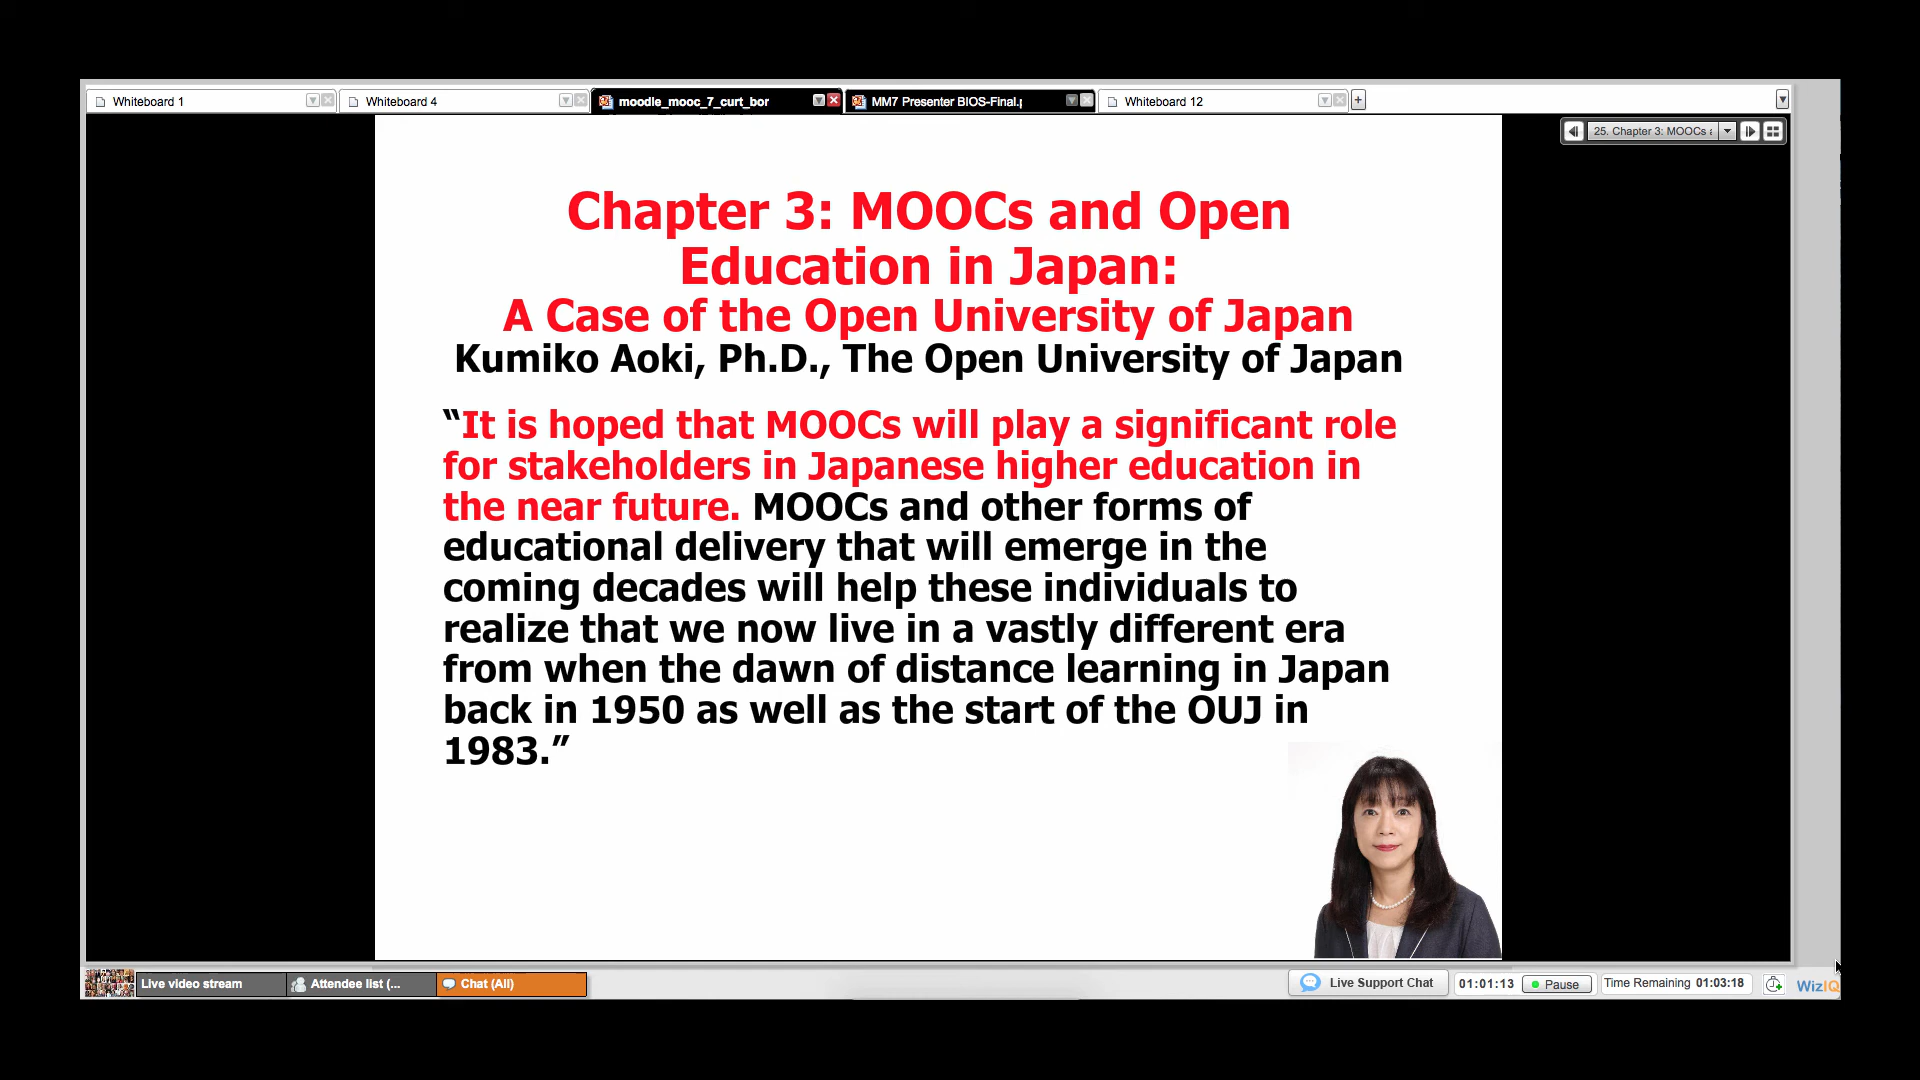 Whiteboard 1
Whiteboard 4
moodle_mooc_7_curt_bor
MM7 Presenter BIOS-Final.p
Whiteboard 12
25. Chapter 3: MOOCs a
Chapter 3: MOOCs and Open
Education in Japan:
A Case of the Open University of Japan
Kumiko Aoki, Ph.D., The Open University of Japan
“It is hoped that MOOCs will play a significant role
for stakeholders in Japanese higher education in
the near future. MOOCs and other forms of
educational delivery that will emerge in the
coming decades will help these individuals to
realize that we now live in a vastly different era
from when the dawn of distance learning in Japan
back in 1950 as well as the start of the OUJ in
1983.”
Live video stream
Attendee list (...
Chat (All)
Live Support Chat
01:01:13
Pause
Time Remaining 01:03:18
WizIQ